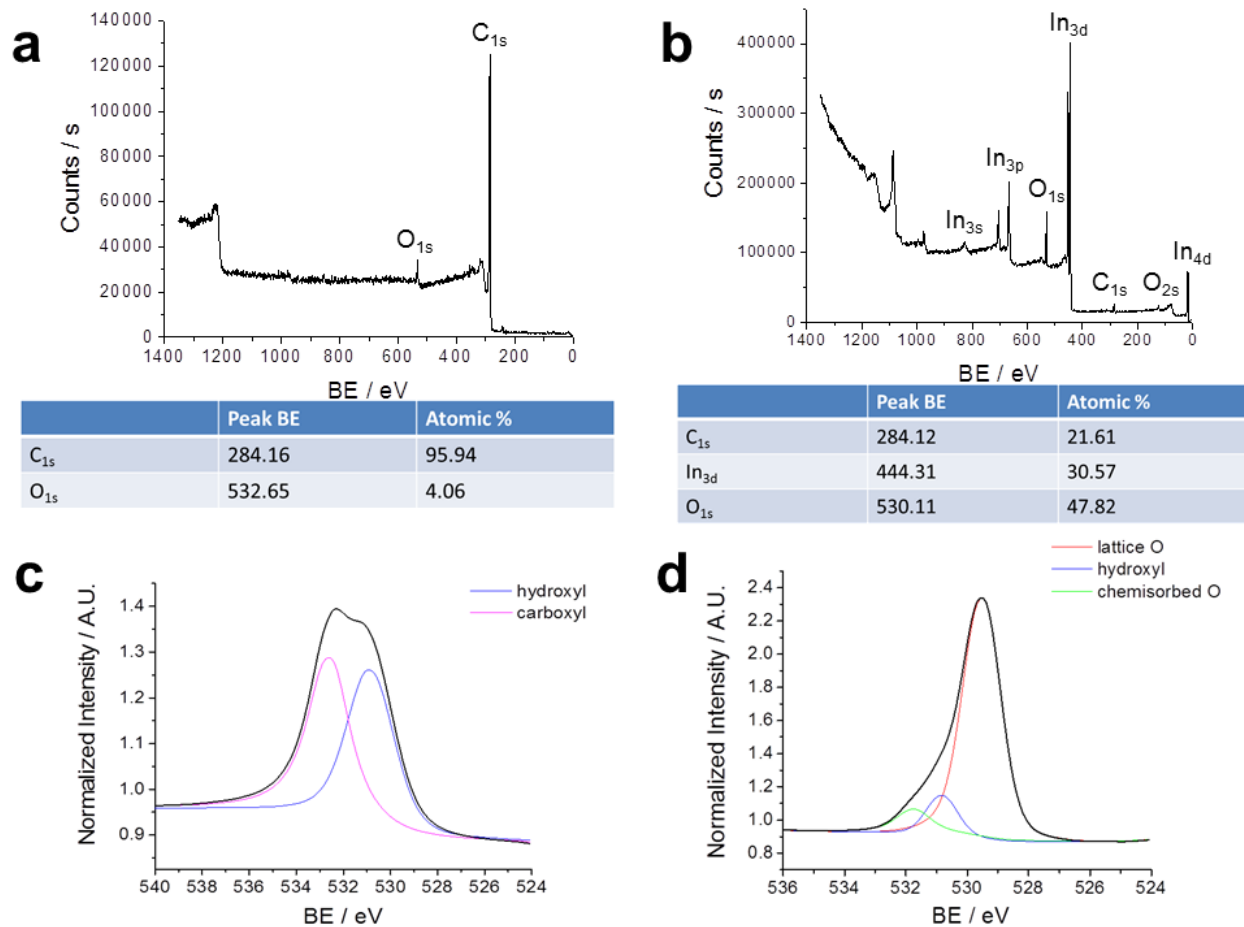 a
Counts / s
140000
120000
100000
80000
60000
40000
20000
0
C1s
O1s
1400 1200 1000 800 600 400 200 0
BE / eV
Peak BE Atomic %
C1s 284.16 95.94
O1s 532.65 4.06
b
Counts / s
400000
300000
200000
100000
0
In3d
In3p
O1s
In3s
C1s
O2s
In4d
1400 1200 1000 800 600 400 200 0
BE / eV
Peak BE Atomic %
C1s 284.12 21.61
In3d 444.31 30.57
O1s 530.11 47.82
c
hydroxyl
carboxyl
Normalized Intensity / A.U.
1.4
1.3
1.2
1.1
1.0
0.9
540 538 536 534 532 530 528 526 524
BE / eV
d
lattice O
hydroxyl
chemisorbed O
Normalized Intensity / A.U.
2.4
2.2
2.0
1.8
1.6
1.4
1.2
1.0
0.8
536 534 532 530 528 526 524
BE / eV